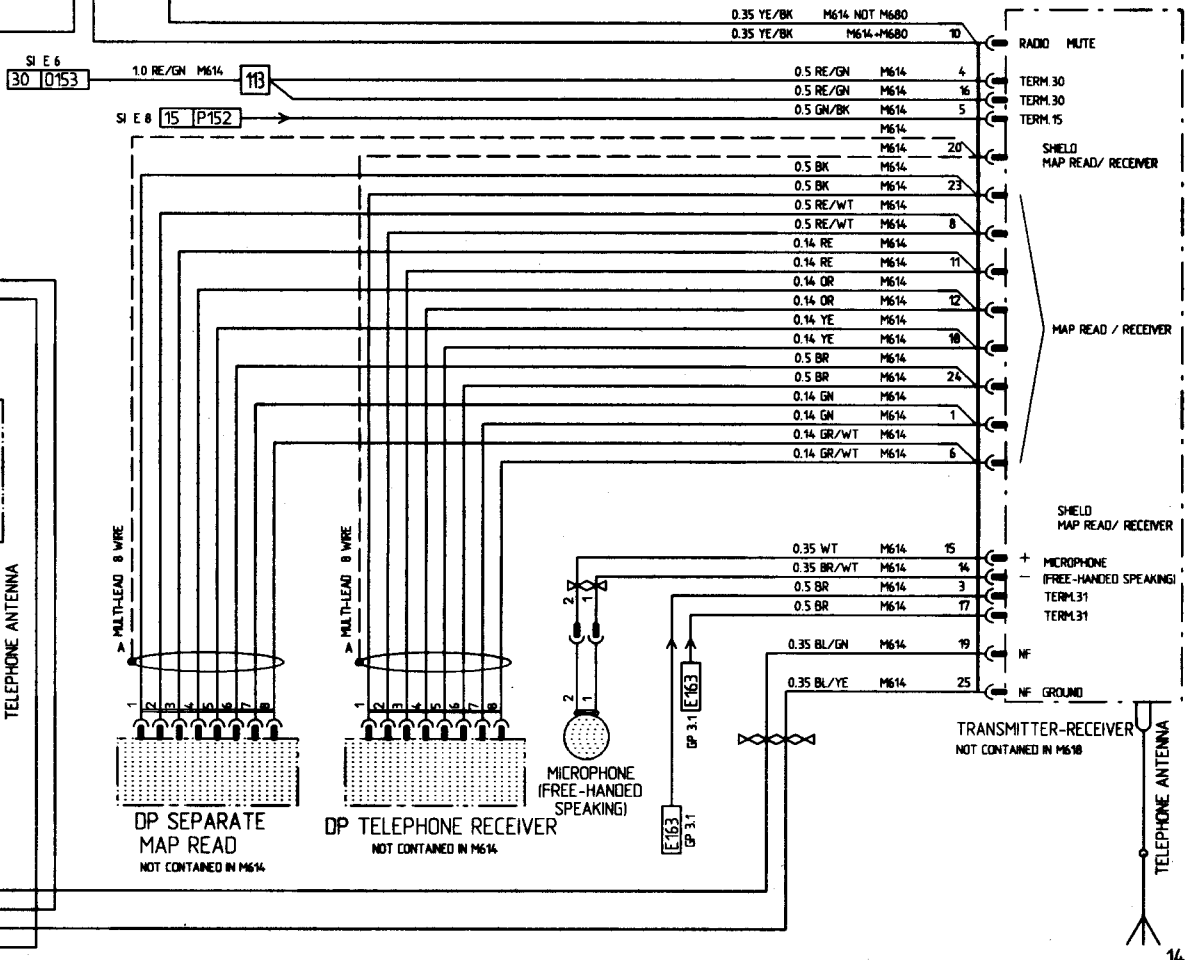 0.35 YE/BK M614 NOT M680
0.35 YE/BK M614+M680 10
RADIO MUTE
SI E 6
30 0153
1.0 RE/GN M614
113
0.5 RE/GN M614 4
TERM.30
0.5 RE/GN M614 16
TERM.30
SI E 8 15 P152
0.5 GN/BK M614 5
TERM.15
M614
M614 20
SHIELD
MAP READ/ RECEIVER
0.5 BK M614
0.5 BK M614 23
0.5 RE/WT M614
0.5 RE/WT M614 8
0.14 RE M614
0.14 RE M614 11
0.14 OR M614
0.14 OR M614 12
0.14 YE M614
0.14 YE M614 18
MAP READ / RECEIVER
0.5 BR M614
0.5 BR M614 24
0.14 GN M614
0.14 GN M614 1
0.14 GR/WT M614
0.14 GR/WT M614 6
SHIELD
MAP READ/ RECEIVER
0.35 WT M614 15
+
0.35 BR/WT M614 14
−
MICROPHONE
(FREE-HANDED SPEAKING)
0.5 BR M614 3
TERM.31
0.5 BR M614 17
TERM.31
0.35 BL/GN M614 19
NF
0.35 BL/YE M614 25
NF GROUND
TRANSMITTER-RECEIVER
NOT CONTAINED IN M618
TELEPHONE ANTENNA
TELEPHONE ANTENNA
A MULTI-LEAD 8 WIRE
A MULTI-LEAD 8 WIRE
1 2 3 4 5 6 7 8
1 2 3 4 5 6 7 8
2 1
2 1
DP SEPARATE
MAP READ
NOT CONTAINED IN M614
DP TELEPHONE RECEIVER
NOT CONTAINED IN M614
MICROPHONE
(FREE-HANDED
SPEAKING)
E163
GP 3.1
E163
GP 3.1
14